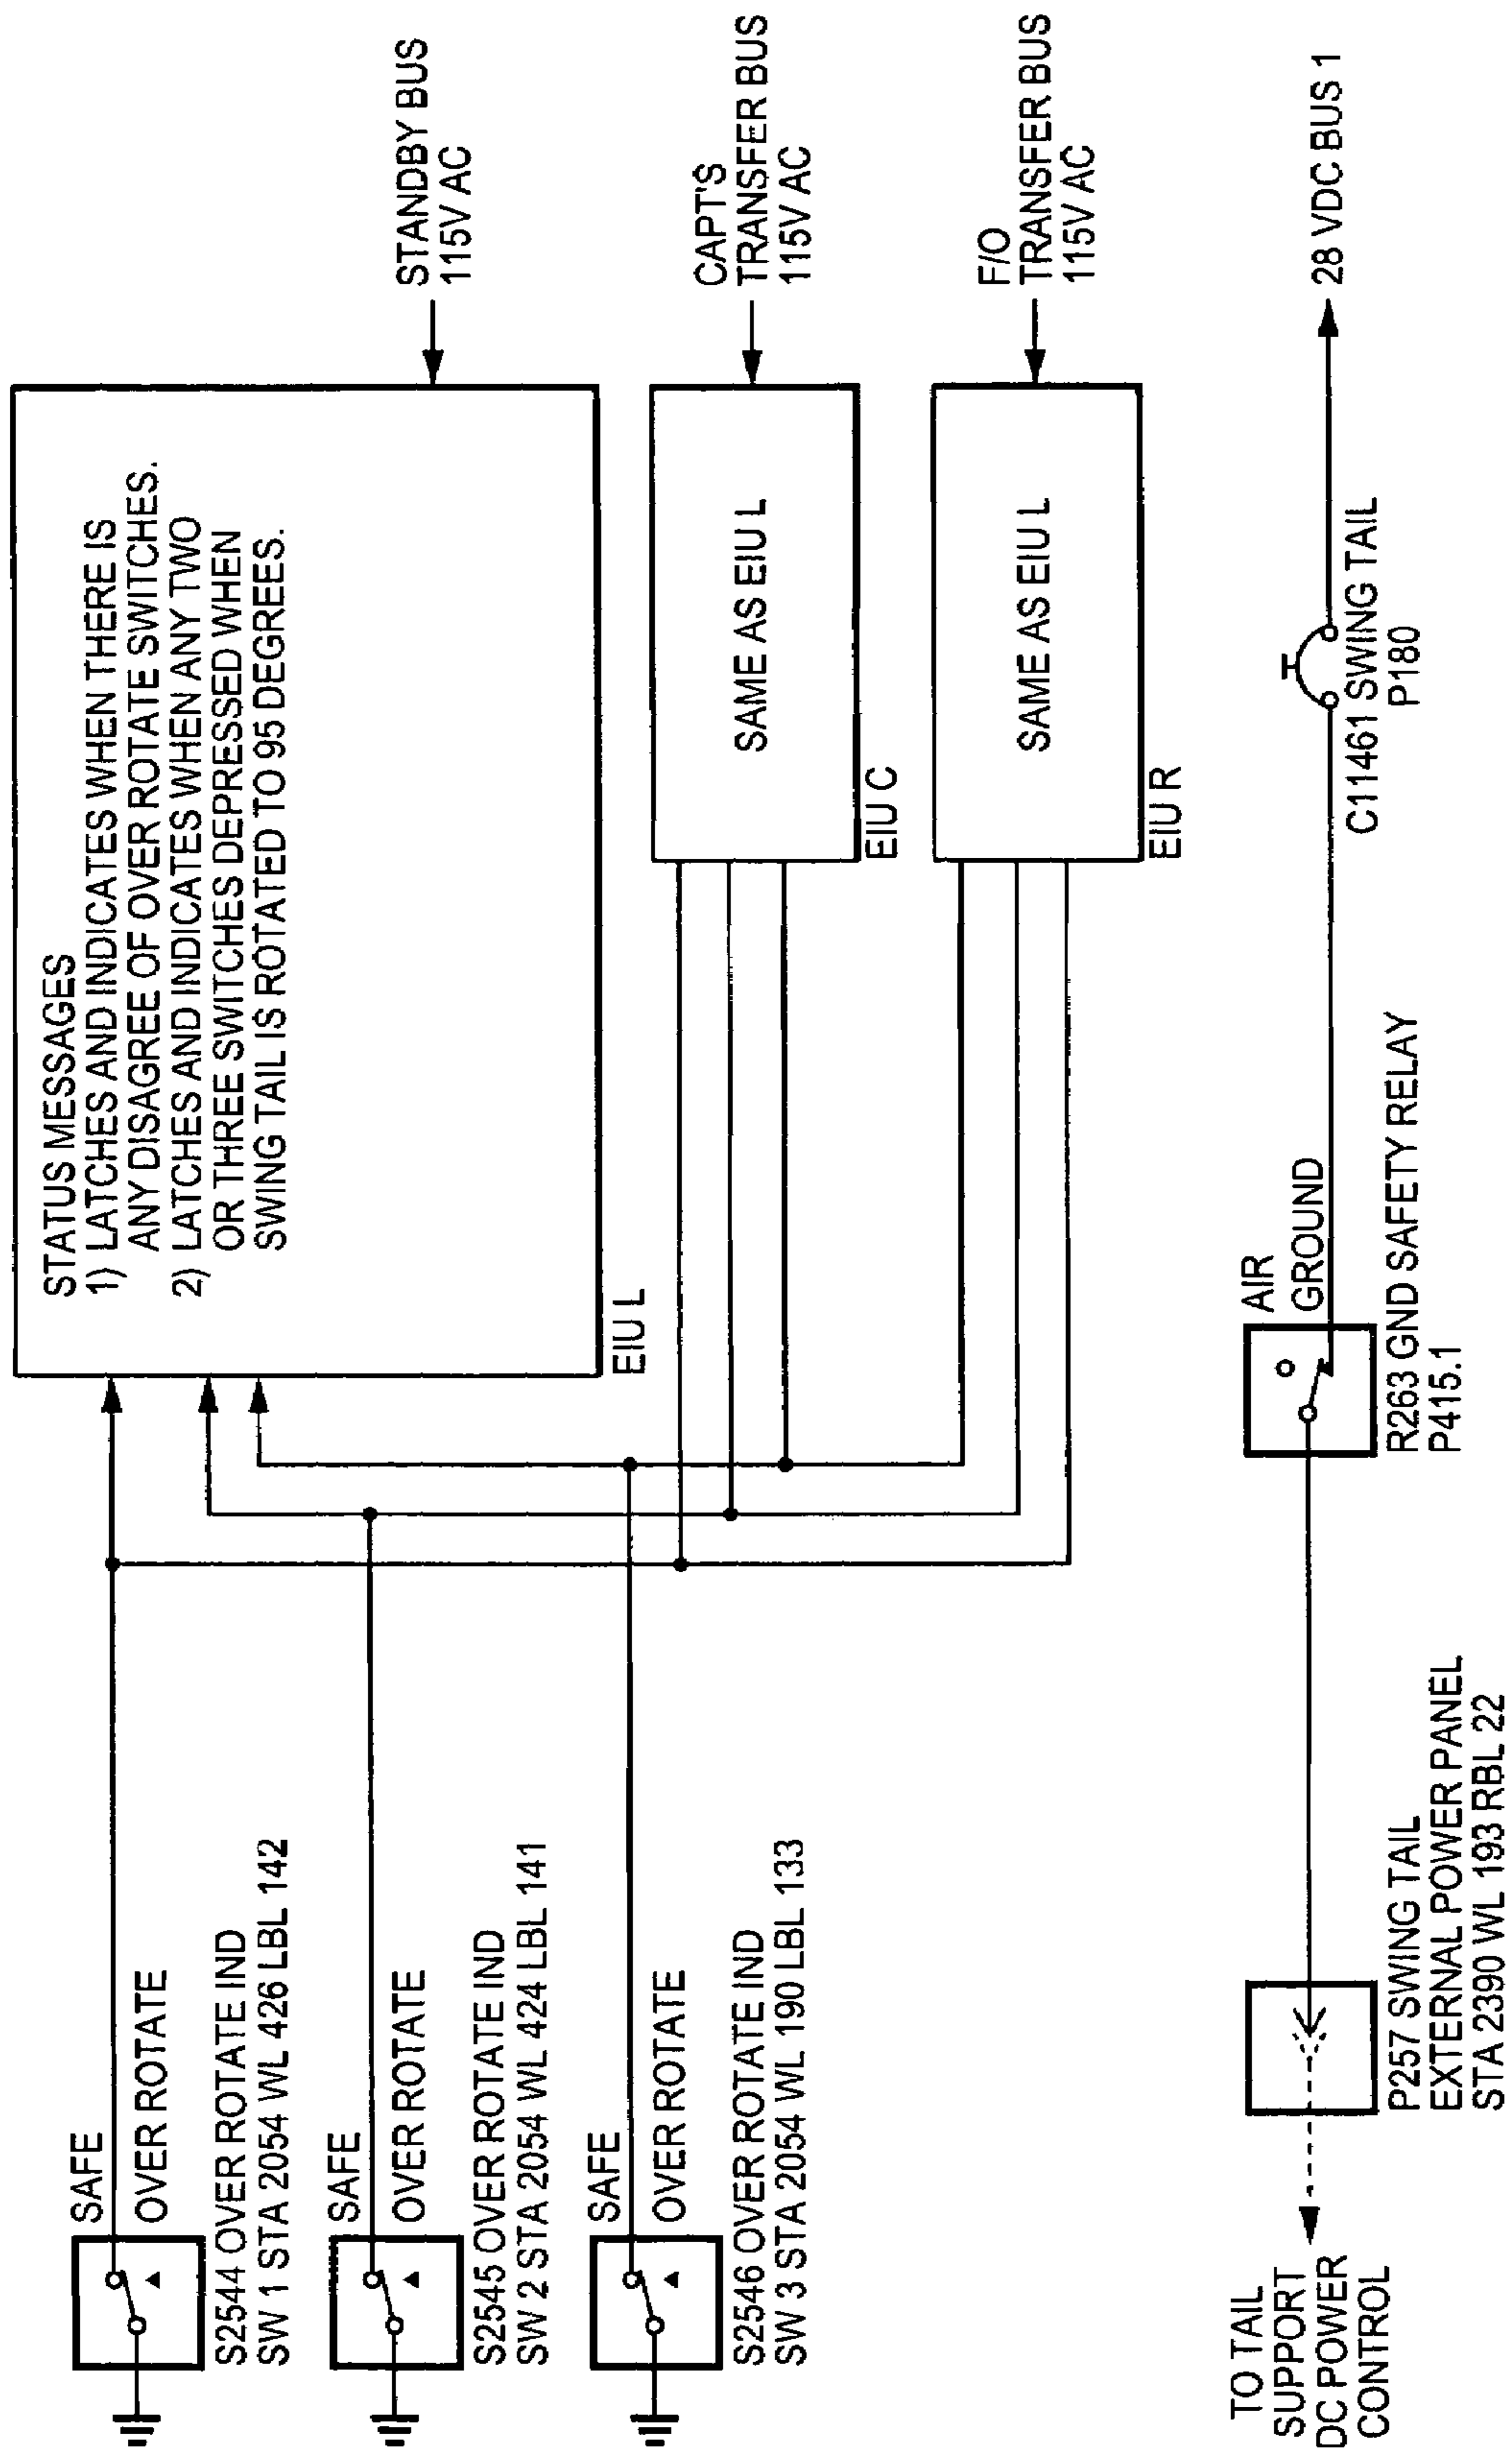 SAFE
OVER ROTATE
S2544 OVER ROTATE IND
SW 1 STA 2054 WL 426 LBL 142
SAFE
OVER ROTATE
S2545 OVER ROTATE IND
SW 2 STA 2054 WL 424 LBL 141
SAFE
OVER ROTATE
S2546 OVER ROTATE IND
SW 3 STA 2054 WL 190 LBL 133
STATUS MESSAGES
1) LATCHES AND INDICATES WHEN THERE IS
ANY DISAGREE OF OVER ROTATE SWITCHES.
2) LATCHES AND INDICATES WHEN ANY TWO
OR THREE SWITCHES DEPRESSED WHEN
SWING TAIL IS ROTATED TO 95 DEGREES.
EIU L
STANDBY BUS
115V AC
SAME AS EIU L
EIU C
CAPT'S
TRANSFER BUS
115V AC
SAME AS EIU L
EIU R
F/O
TRANSFER BUS
115V AC
TO TAIL
SUPPORT
DC POWER
CONTROL
P257 SWING TAIL
EXTERNAL POWER PANEL
STA 2390 WL 193 RBL 22
AIR
GROUND
R263 GND SAFETY RELAY
P415.1
C11461 SWING TAIL
P180
28 VDC BUS 1